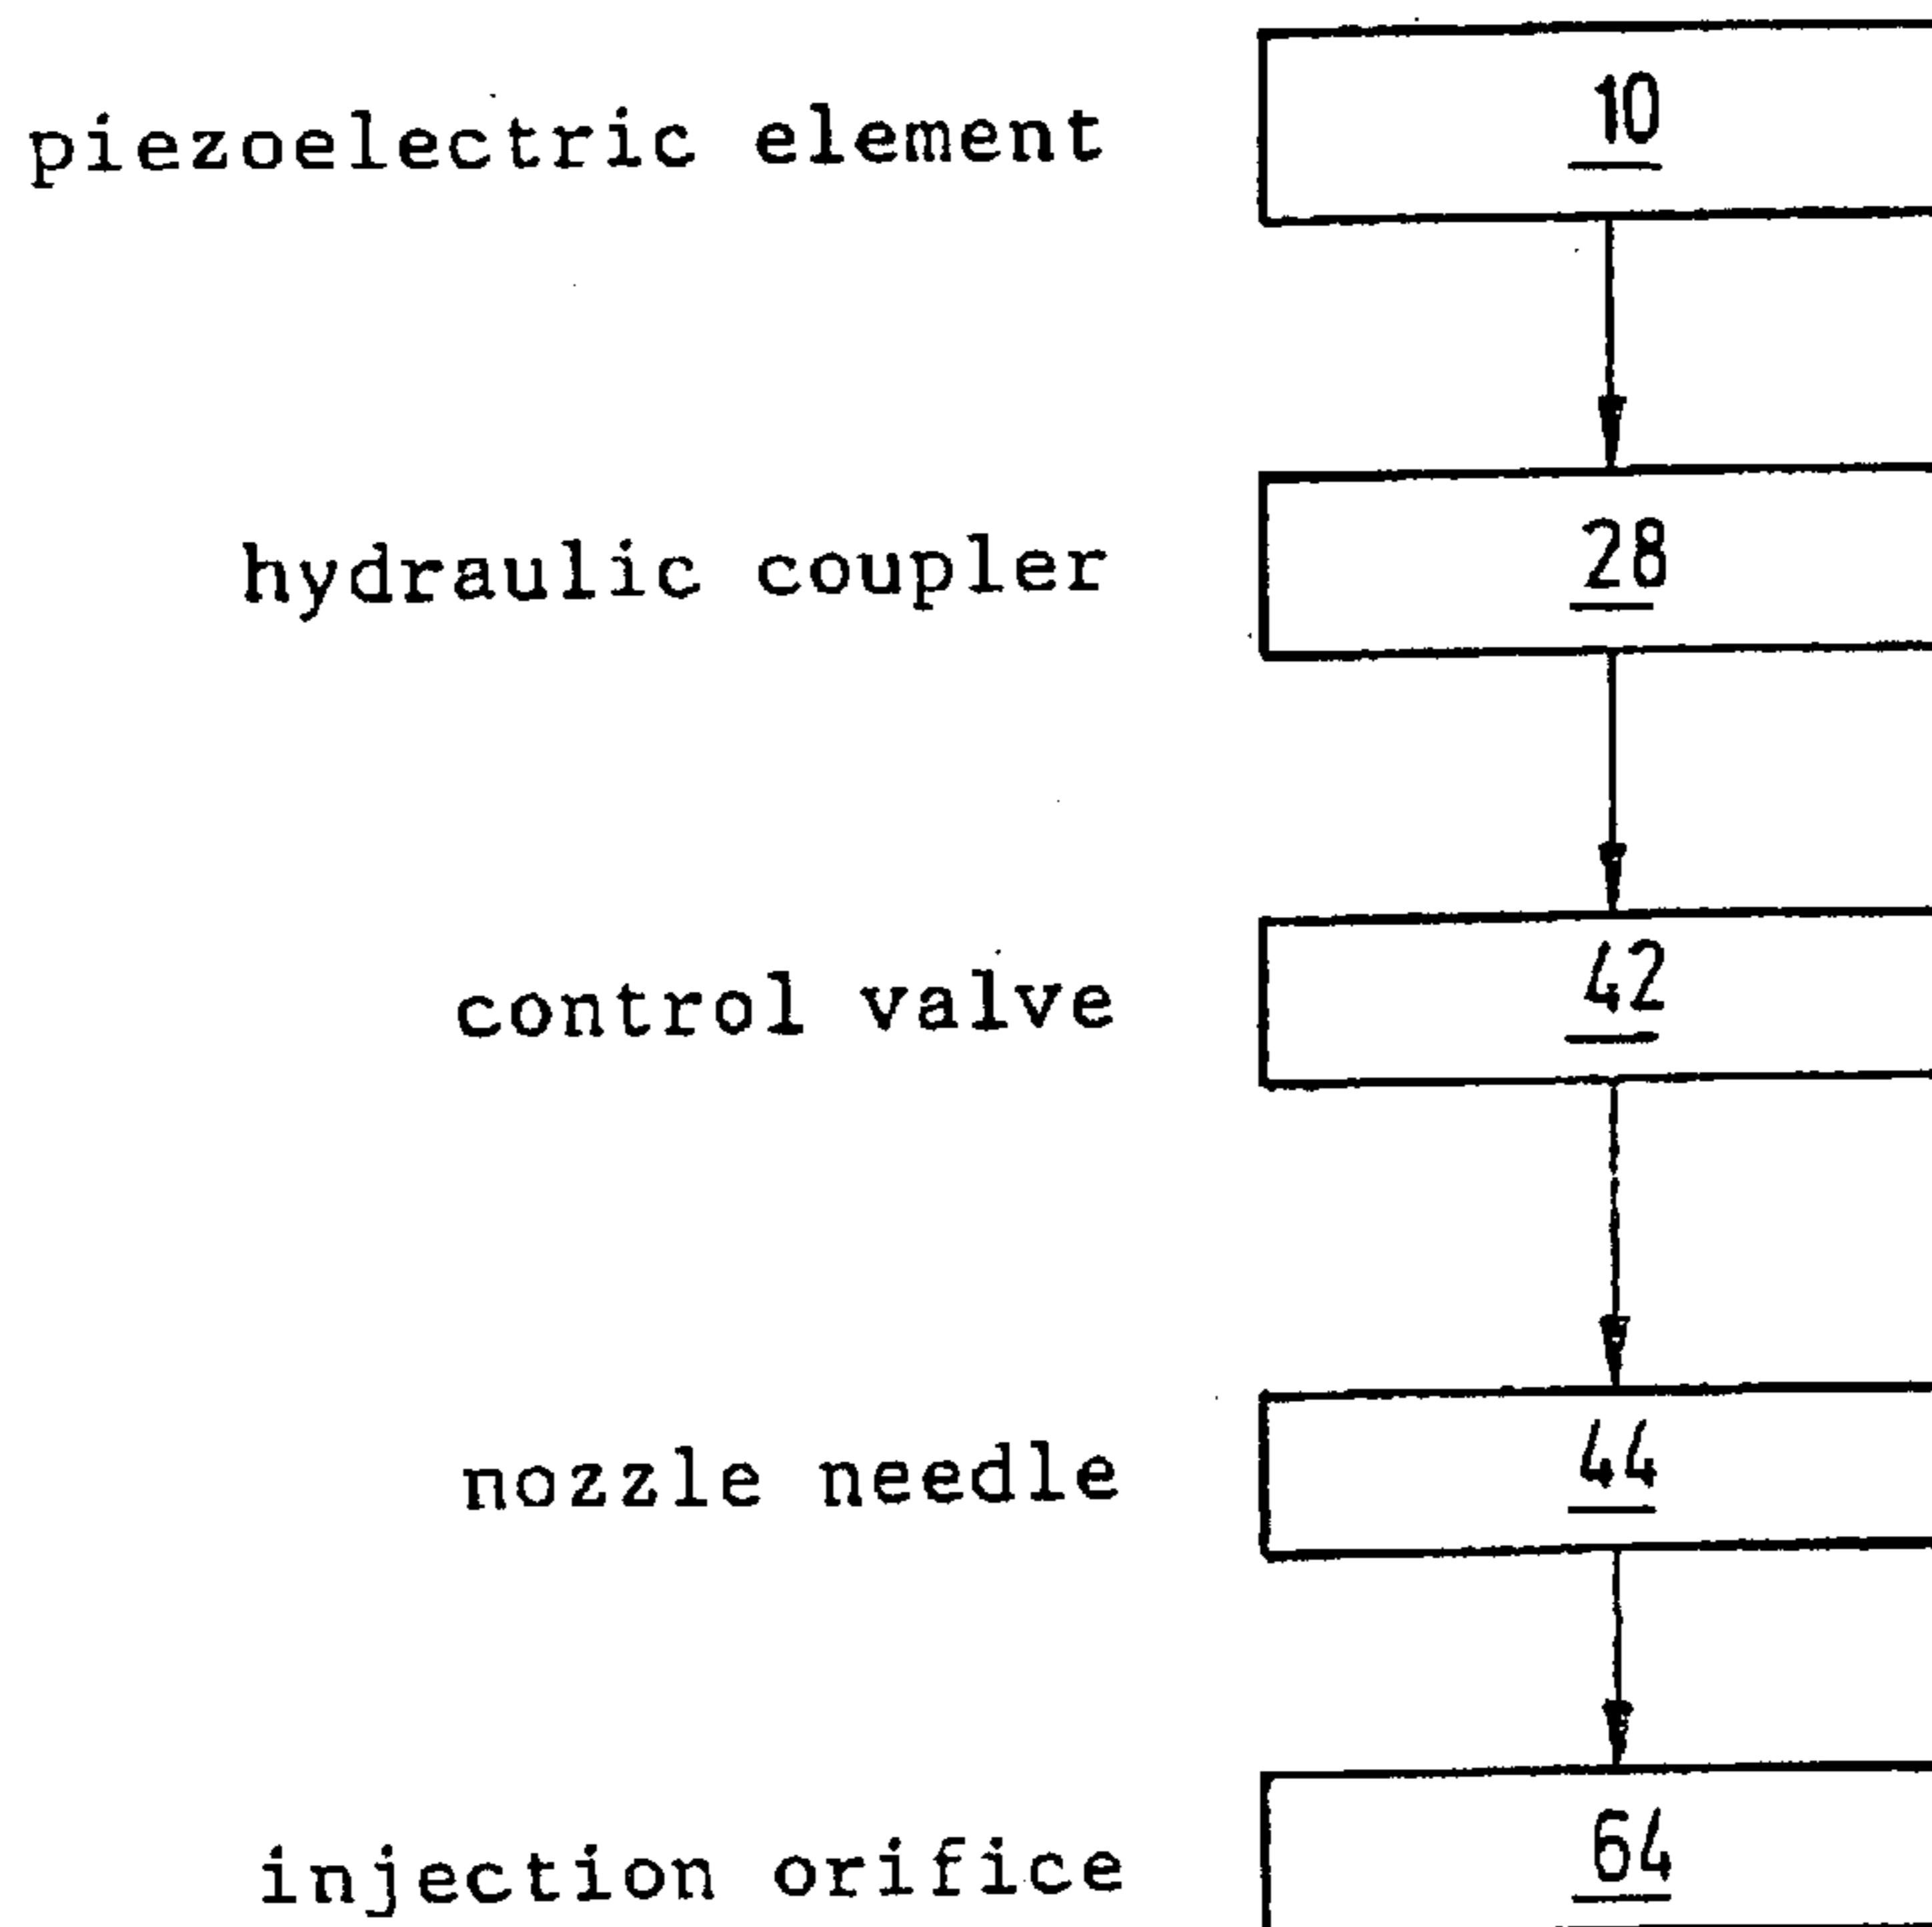 piezoelectric element 10
hydraulic coupler 28
control valve 42
nozzle needle 44
injection orifice 64